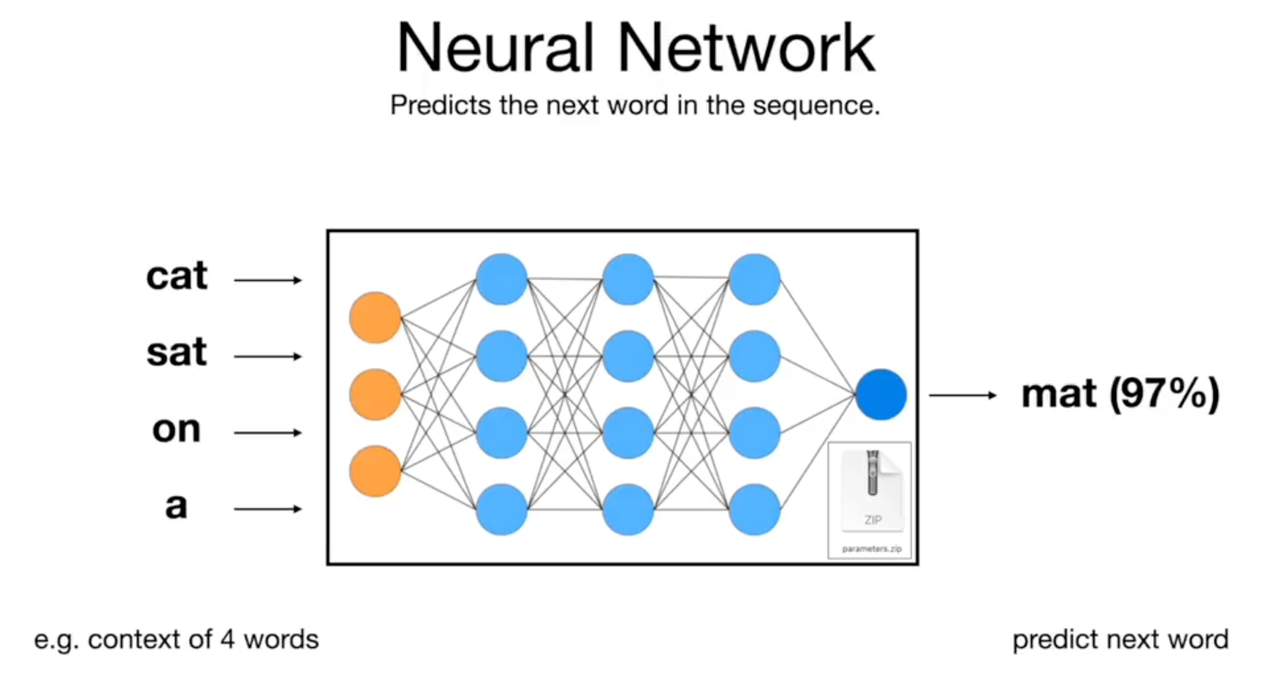 Neural Network
Predicts the next word in the sequence.
cat
sat
on
a
mat (97%)
ZIP
parameters.zip
e.g. context of 4 words
predict next word